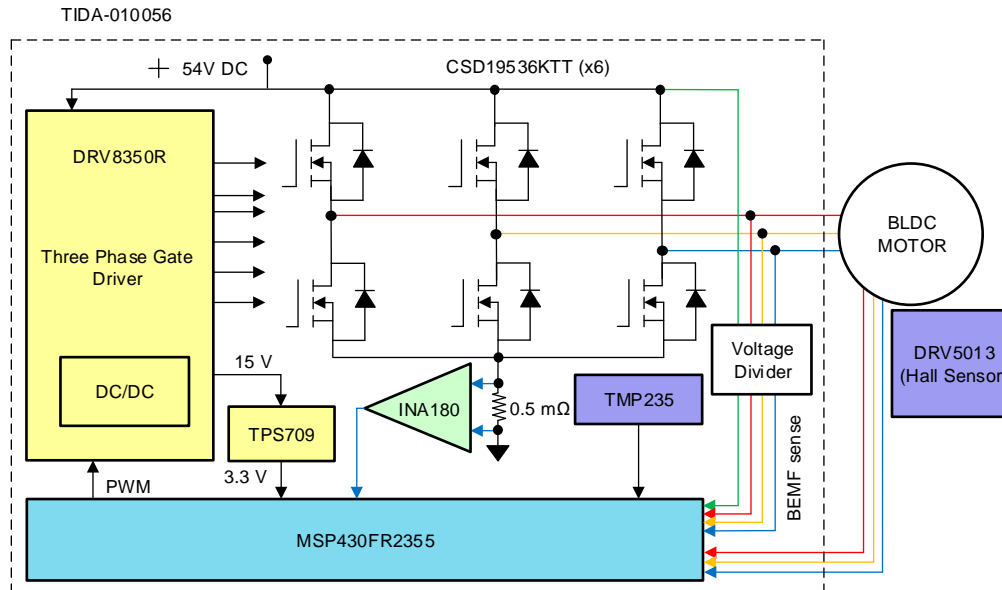 TIDA-010056
+ 54V DC
CSD19536KTT (x6)
DRV8350R
Three Phase Gate
Driver
DC/DC
15 V
TPS709
3.3 V
PWM
INA180
0.5 mΩ
TMP235
Voltage
Divider
BEMF sense
BLDC
MOTOR
DRV5013
(Hall Sensor)
MSP430FR2355